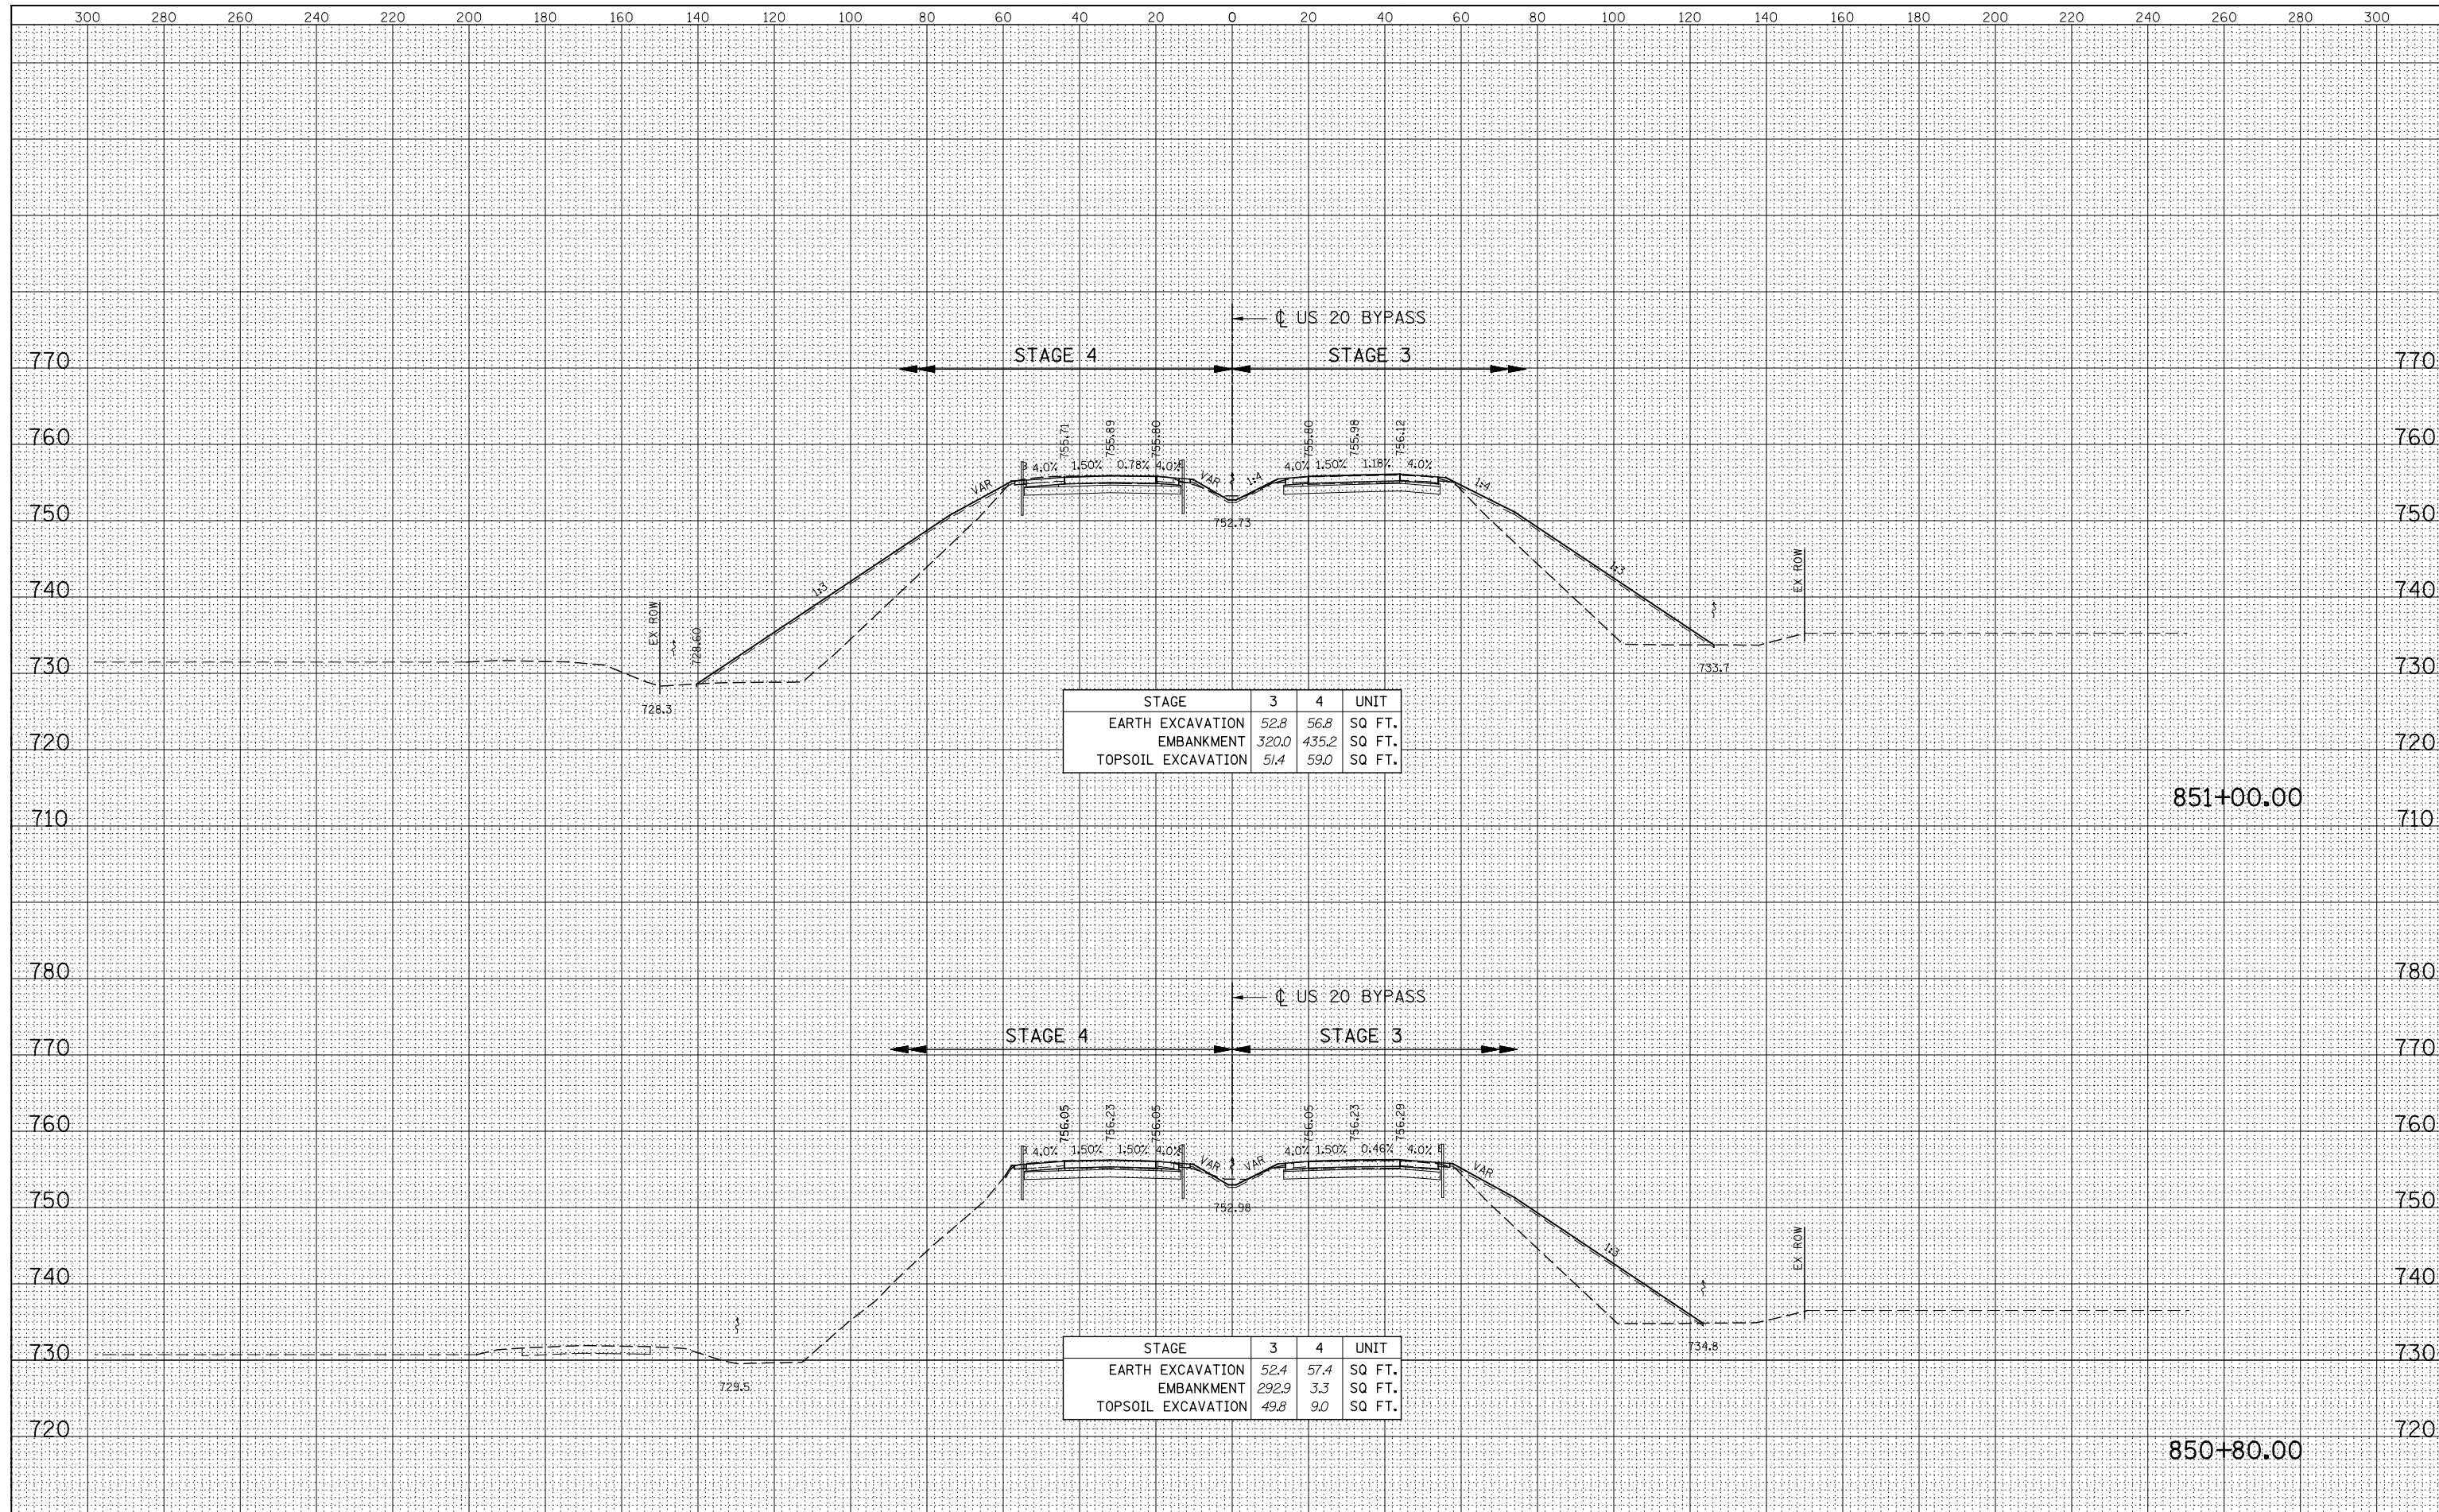 300 280 260 240 220 200 180 160 140 120 100 80 60 40 20 0 20 40 60 80 100 120 140 160 180 200 220 240 260 280 300
℄ US 20 BYPASS
STAGE 4 STAGE 3
770 770
760 755.71 755.89 755.80 755.80 755.98 756.12 760
4.0% 1.50% 0.78% 4.0% 4.0% 1.50% 1.18% 4.0%
VAR VAR 1:4 1:4
750 752.73 750
740 1:3 1:3 740
EX ROW 728.60 EX ROW
730 733.7 730
728.3
STAGE 3 4 UNIT
EARTH EXCAVATION 52.8 56.8 SQ FT.
EMBANKMENT 320.0 435.2 SQ FT.
TOPSOIL EXCAVATION 51.4 59.0 SQ FT.
720 720
851+00.00
710 710
780 780
℄ US 20 BYPASS
STAGE 4 STAGE 3
770 770
760 756.05 756.23 756.05 756.05 756.23 756.29 760
4.0% 1.50% 1.50% 4.0% 4.0% 1.50% 0.46% 4.0%
VAR VAR VAR
750 752.98 750
1:3 EX ROW
740 740
730 734.8 730
729.5
STAGE 3 4 UNIT
EARTH EXCAVATION 52.4 57.4 SQ FT.
EMBANKMENT 292.9 3.3 SQ FT.
TOPSOIL EXCAVATION 49.8 9.0 SQ FT.
720 720
850+80.00